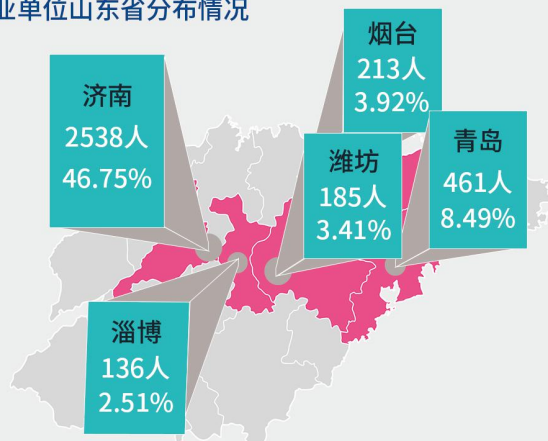 业单位山东省分布情况
烟台
213人
3.92%
济南
2538人
46.75%
青岛
461人
8.49%
潍坊
185人
3.41%
淄博
136人
2.51%